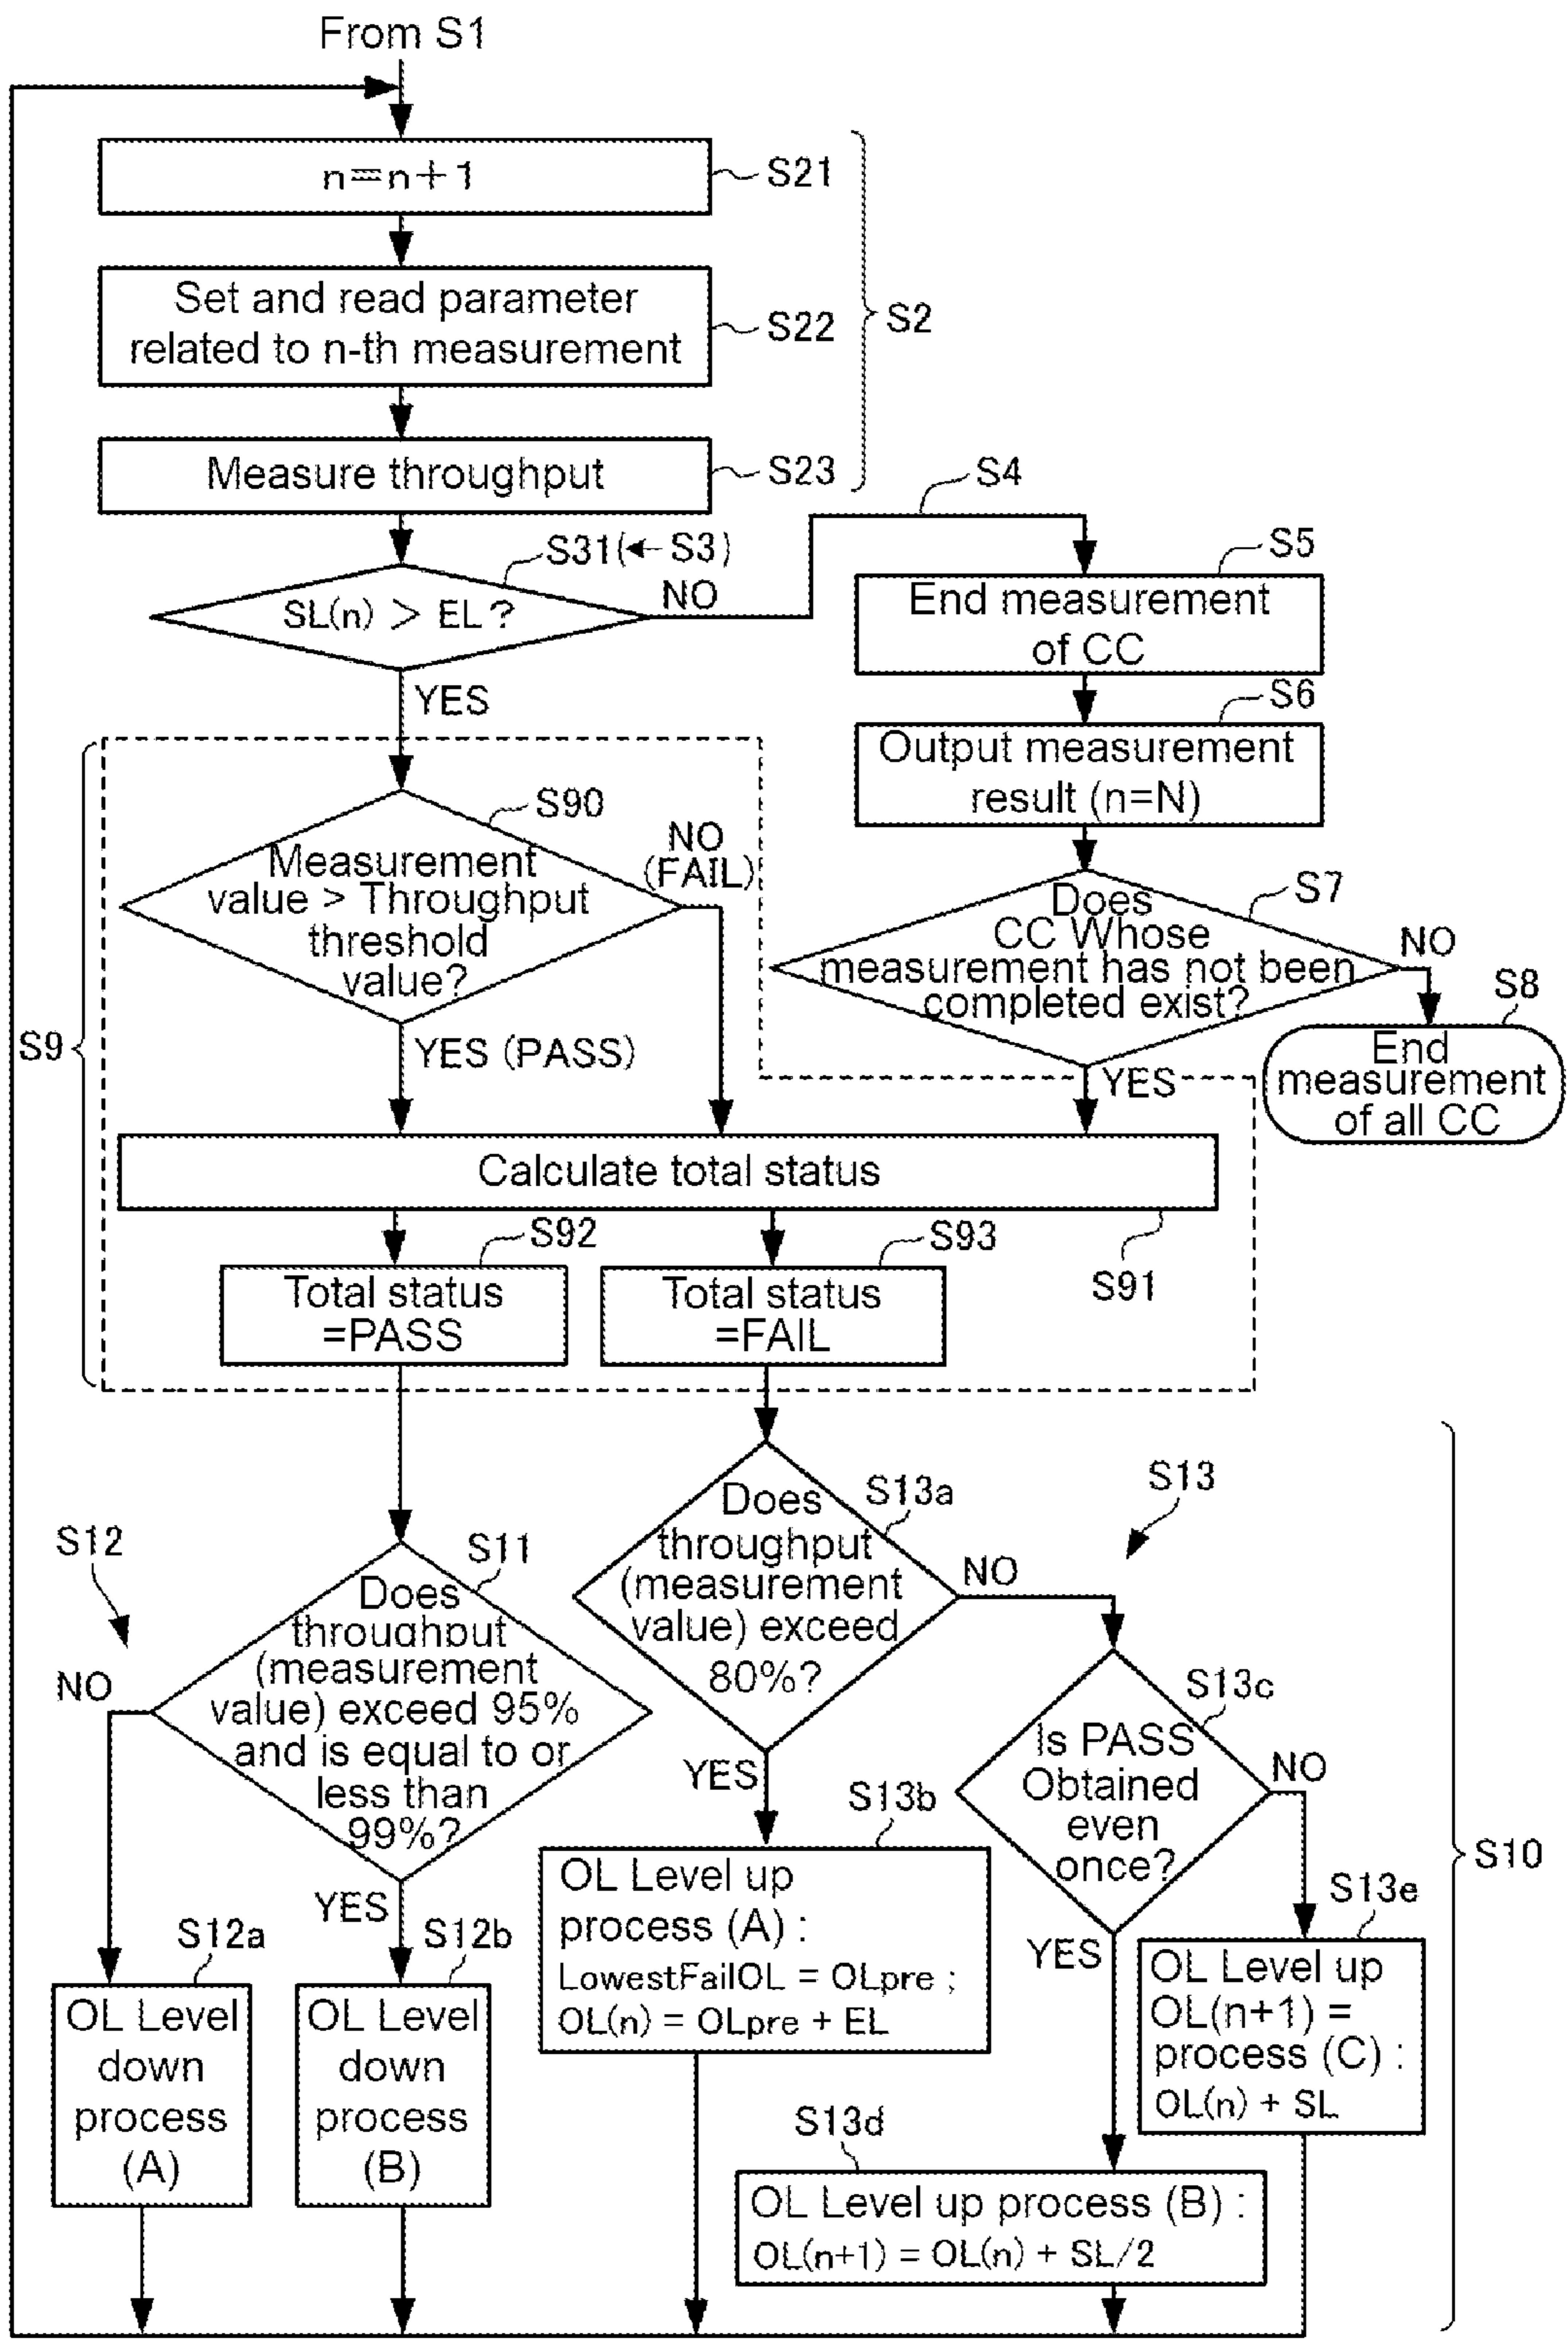 From S1
n=n+1
S21
Set and read parameter
related to n-th measurement
S22
S2
Measure throughput
S23
S4
S31(← S3)
SL(n) > EL?
NO
YES
S5
End measurement
of CC
S6
Output measurement
result (n=N)
S90
Measurement
value > Throughput
threshold
value?
NO
(FAIL)
YES (PASS)
S7
Does
CC Whose
measurement has not been
completed exist?
NO
YES
S8
End
measurement
of all CC
S9
Calculate total status
S91
S92
Total status
=PASS
S93
Total status
=FAIL
S12
S11
Does
throughput
(measurement
value) exceed 95%
and is equal to or
less than
99%?
NO
YES
S13a
Does
throughput
(measurement
value) exceed
80%?
NO
YES
S13
S13c
Is PASS
Obtained
even
once?
NO
YES
S10
S12a
OL Level
down
process
(A)
S12b
OL Level
down
process
(B)
S13b
OL Level up
process (A) :
LowestFailOL = OLpre ;
OL(n) = OLpre + EL
S13e
OL Level up
OL(n+1) =
process (C) :
OL(n) + SL
S13d
OL Level up process (B) :
OL(n+1) = OL(n) + SL/2